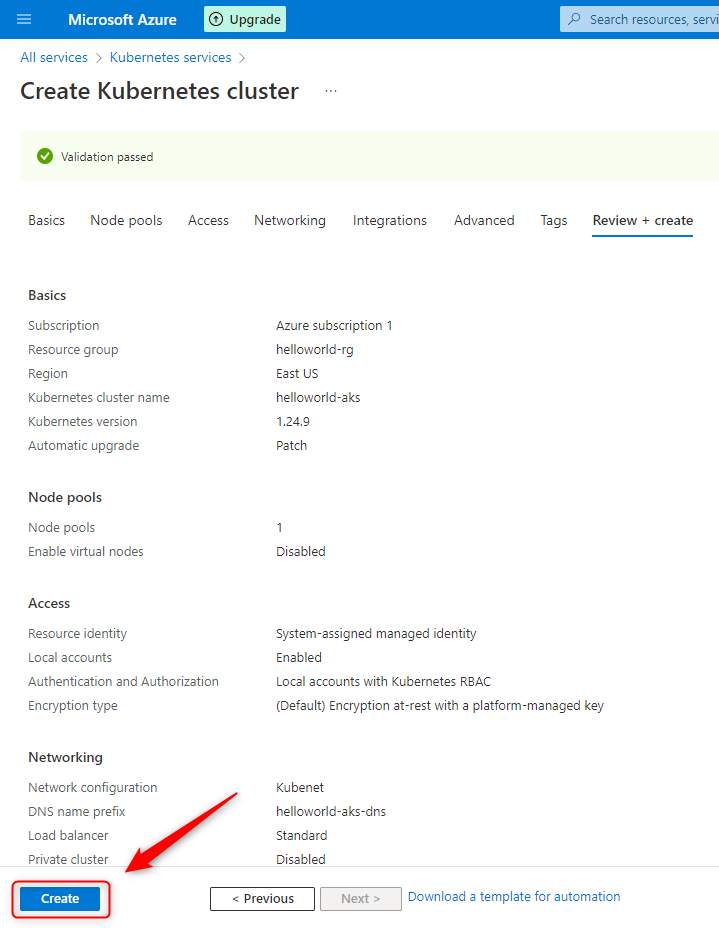 Microsoft Azure Upgrade Search resources, servi
All services > Kubernetes services >
Create Kubernetes cluster ...
Validation passed
Basics Node pools Access Networking Integrations Advanced Tags Review + create
Basics
Subscription Azure subscription 1
Resource group helloworld-rg
Region East US
Kubernetes cluster name helloworld-aks
Kubernetes version 1.24.9
Automatic upgrade Patch
Node pools
Node pools 1
Enable virtual nodes Disabled
Access
Resource identity System-assigned managed identity
Local accounts Enabled
Authentication and Authorization Local accounts with Kubernetes RBAC
Encryption type (Default) Encryption at-rest with a platform-managed key
Networking
Network configuration Kubenet
DNS name prefix helloworld-aks-dns
Load balancer Standard
Private cluster Disabled
Create < Previous Next > Download a template for automation